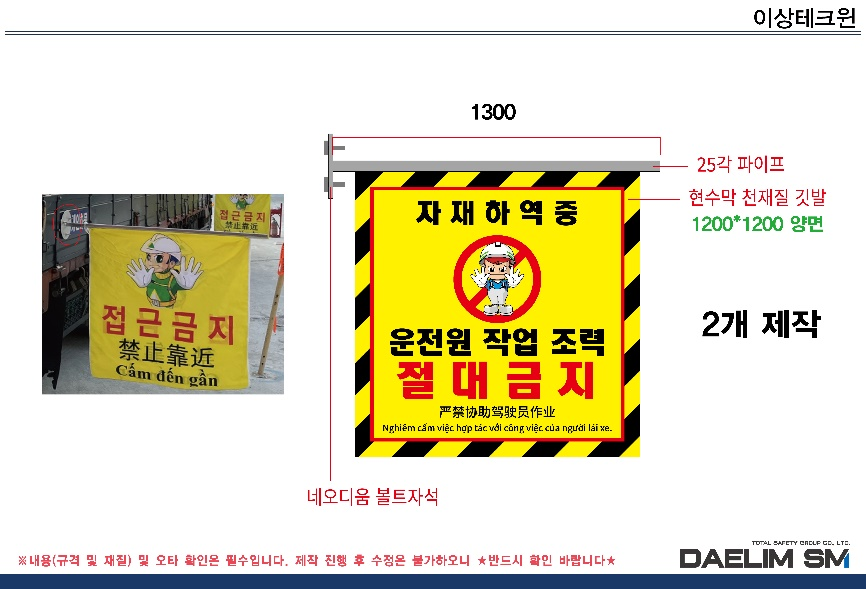 이상테크윈
1300
25각 파이프
현수막 천재질 깃발
1200*1200 양면
2개 제작
자재하역중
운전원 작업 조력
절대금지
严禁协助驾驶员作业
Nghiêm cấm việc hợp tác với công việc của người lái xe.
접근금지
禁止靠近
접근금지
禁止靠近
Cấm đến gần
네오디움 볼트자석
※내용(규격 및 재질) 및 오타 확인은 필수입니다. 제작 진행 후 수정은 불가하오니 ★반드시 확인 바랍니다★
TOTAL SAFETY GROUP CO., LTD.
DAELIM SM